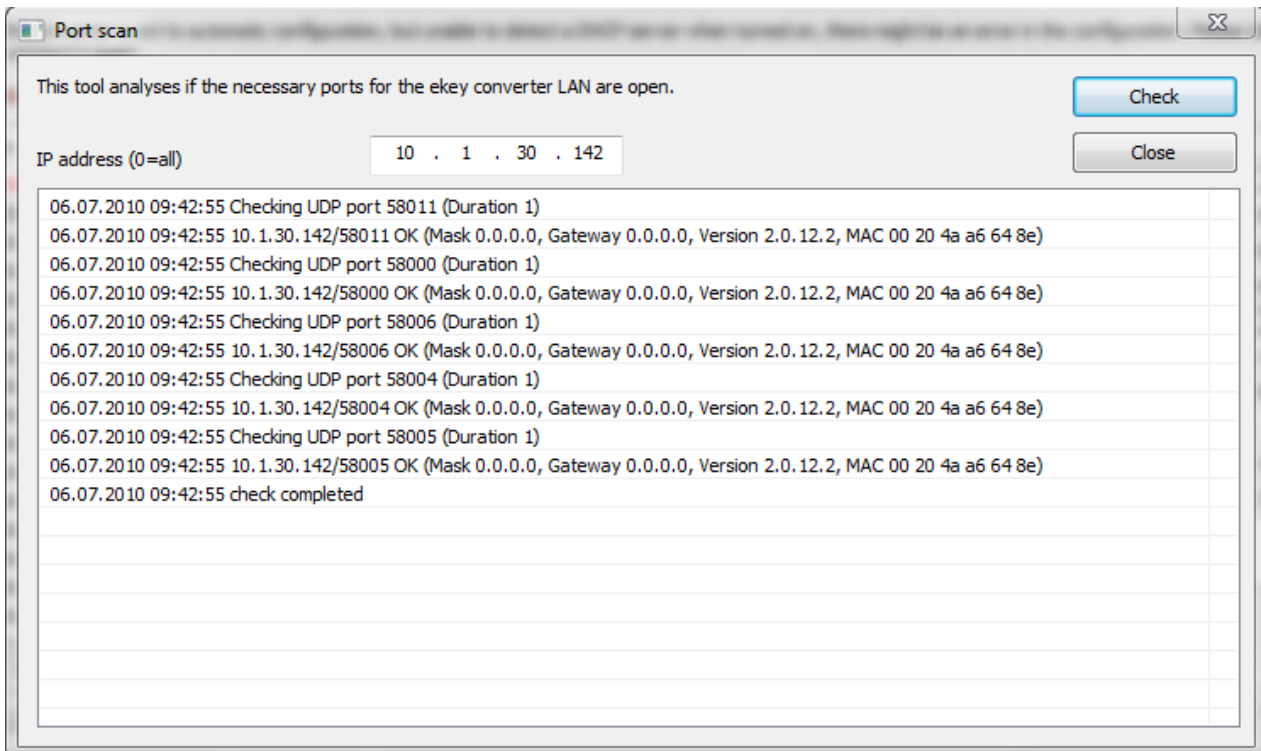 Port scan
This tool analyses if the necessary ports for the ekey converter LAN are open.
Check
IP address (0=all)
10 . 1 . 30 . 142
Close
06.07.2010 09:42:55 Checking UDP port 58011 (Duration 1)
06.07.2010 09:42:55 10.1.30.142/58011 OK (Mask 0.0.0.0, Gateway 0.0.0.0, Version 2.0.12.2, MAC 00 20 4a a6 64 8e)
06.07.2010 09:42:55 Checking UDP port 58000 (Duration 1)
06.07.2010 09:42:55 10.1.30.142/58000 OK (Mask 0.0.0.0, Gateway 0.0.0.0, Version 2.0.12.2, MAC 00 20 4a a6 64 8e)
06.07.2010 09:42:55 Checking UDP port 58006 (Duration 1)
06.07.2010 09:42:55 10.1.30.142/58006 OK (Mask 0.0.0.0, Gateway 0.0.0.0, Version 2.0.12.2, MAC 00 20 4a a6 64 8e)
06.07.2010 09:42:55 Checking UDP port 58004 (Duration 1)
06.07.2010 09:42:55 10.1.30.142/58004 OK (Mask 0.0.0.0, Gateway 0.0.0.0, Version 2.0.12.2, MAC 00 20 4a a6 64 8e)
06.07.2010 09:42:55 Checking UDP port 58005 (Duration 1)
06.07.2010 09:42:55 10.1.30.142/58005 OK (Mask 0.0.0.0, Gateway 0.0.0.0, Version 2.0.12.2, MAC 00 20 4a a6 64 8e)
06.07.2010 09:42:55 check completed